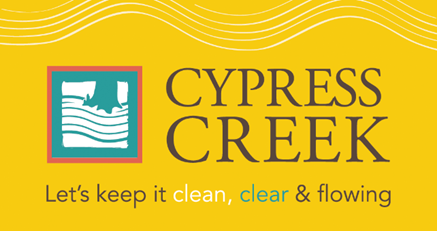 CYPRESS
CREEK
Let's keep it clean, clear & flowing